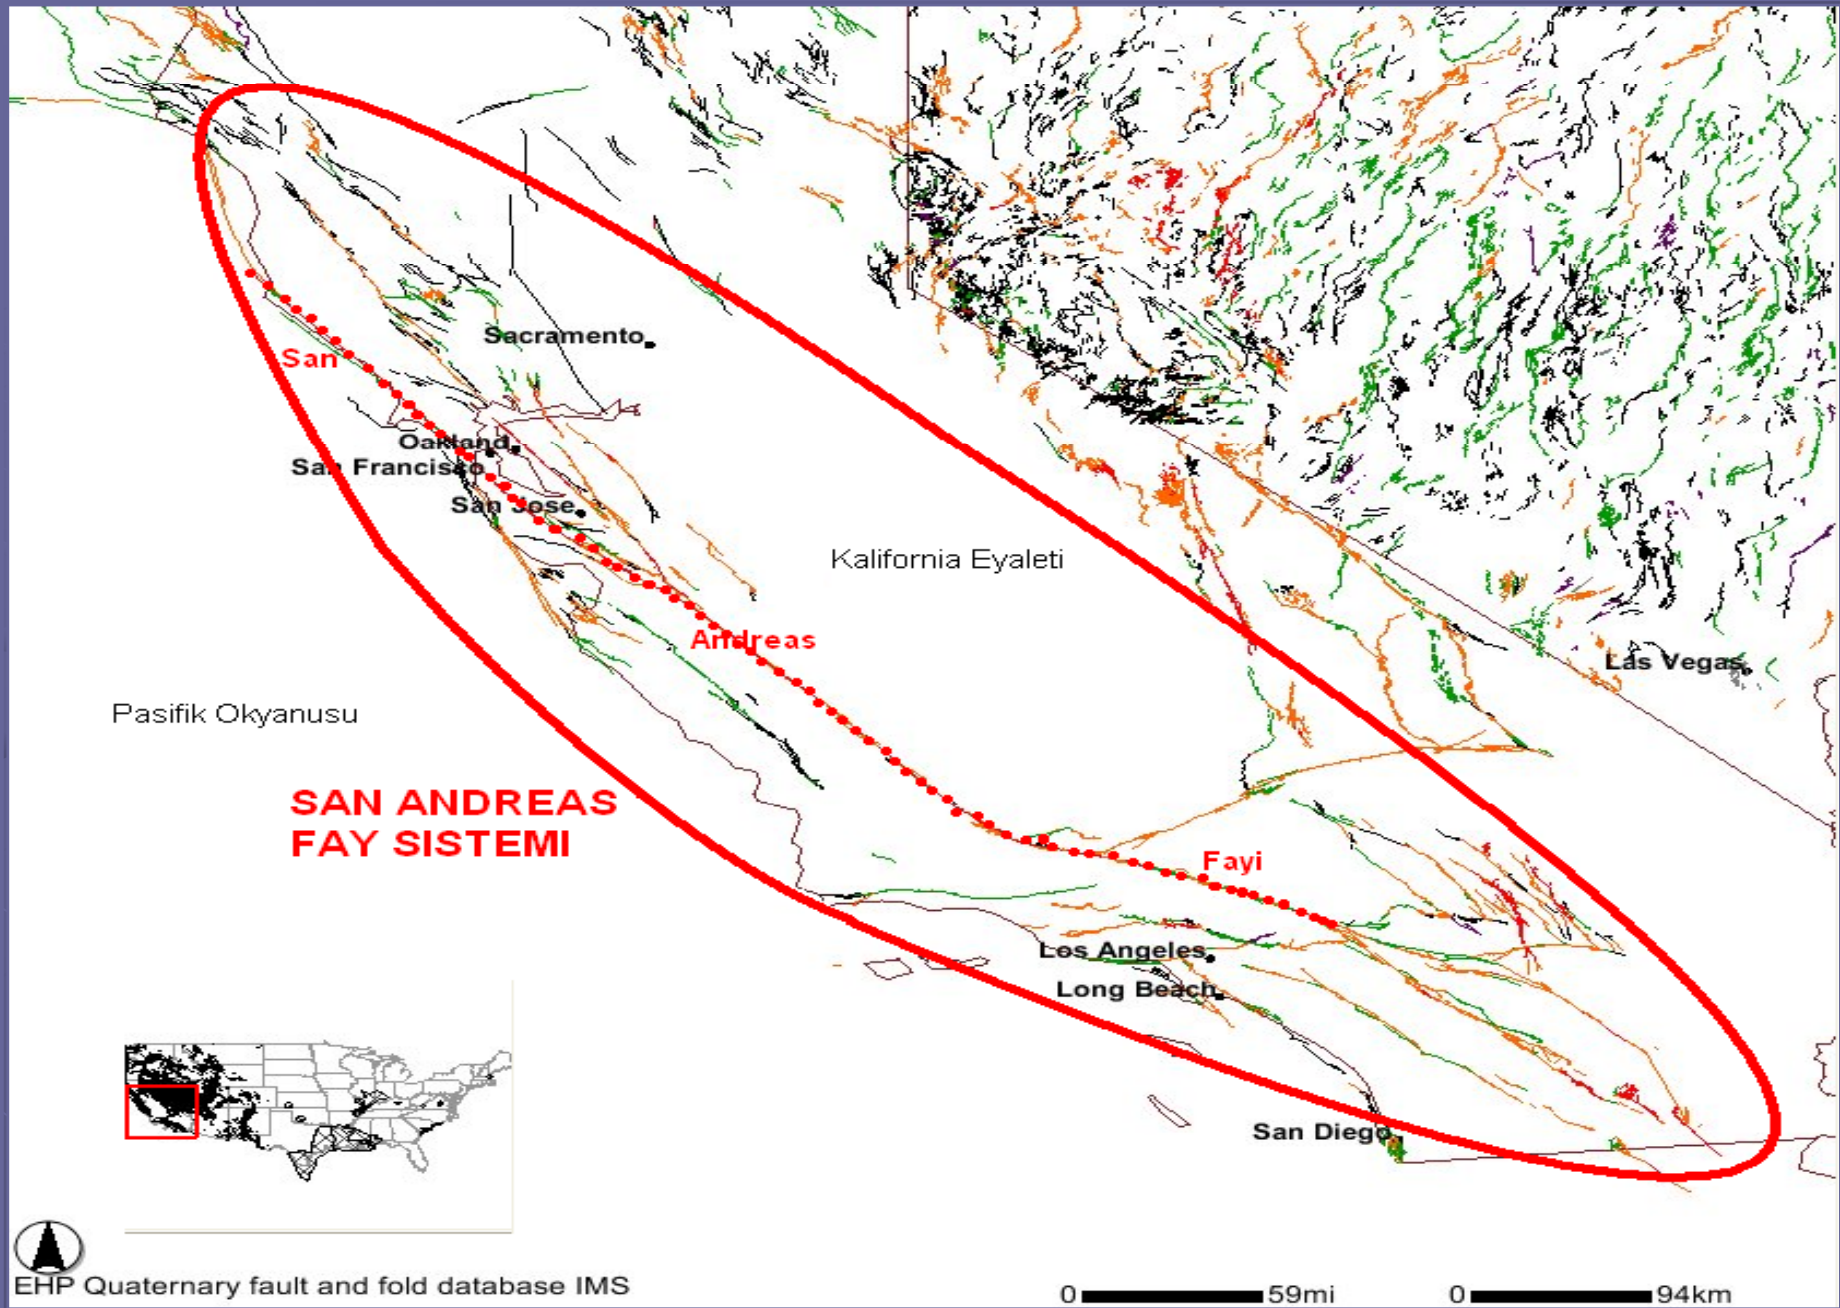 Sacramento
San
Oakland
San Francisco
San Jose
Kalifornia Eyaleti
Andreas
Las Vegas
Pasifik Okyanusu
SAN ANDREAS
FAY SISTEMI
Fayi
Los Angeles
Long Beach
San Diego
EHP Quaternary fault and fold database IMS
0 59mi 0 94km